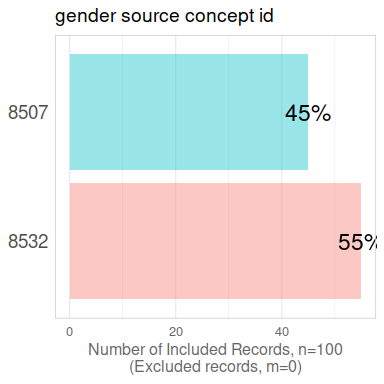 gender source concept id
8507
45%
8532
55%
0 20 40
Number of Included Records, n=100
(Excluded records, m=0)